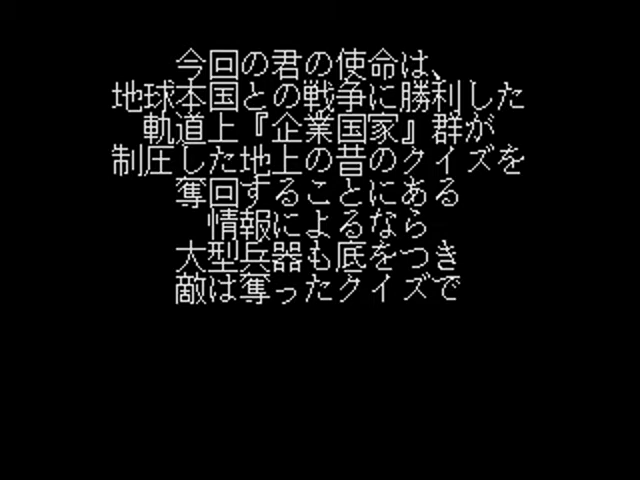 今回の君の使命は、
地球本国との戦争に勝利した
軌道上『企業国家』群が
制圧した地上の昔のクイズを
奪回することにある
情報によるなら
大型兵器も底をつき
敵は奪ったクイズで